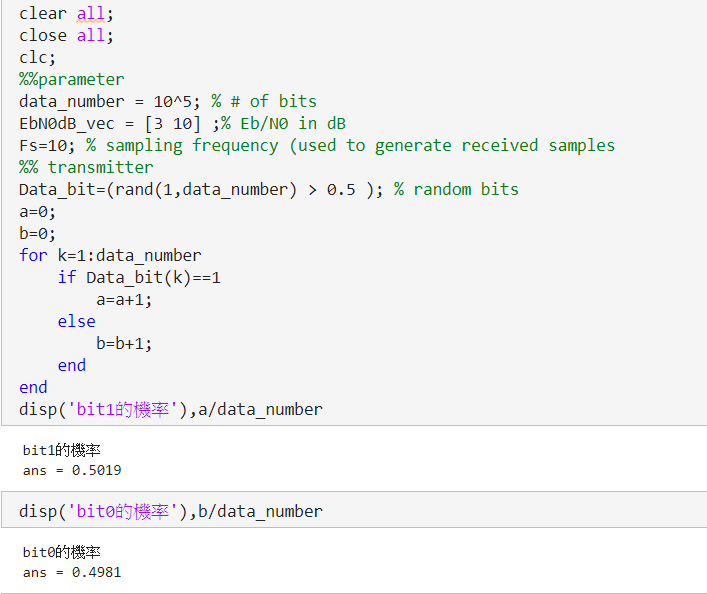 clear all;
close all;
clc;
%%parameter
data_number = 10^5; % # of bits
EbN0dB_vec = [3 10] ;% Eb/N0 in dB
Fs=10; % sampling frequency (used to generate received samples
%% transmitter
Data_bit=(rand(1,data_number) > 0.5 ); % random bits
a=0;
b=0;
for k=1:data_number
    if Data_bit(k)==1
        a=a+1;
    else
        b=b+1;
    end
end
disp('bit1的機率'),a/data_number
bit1的機率
ans = 0.5019
disp('bit0的機率'),b/data_number
bit0的機率
ans = 0.4981